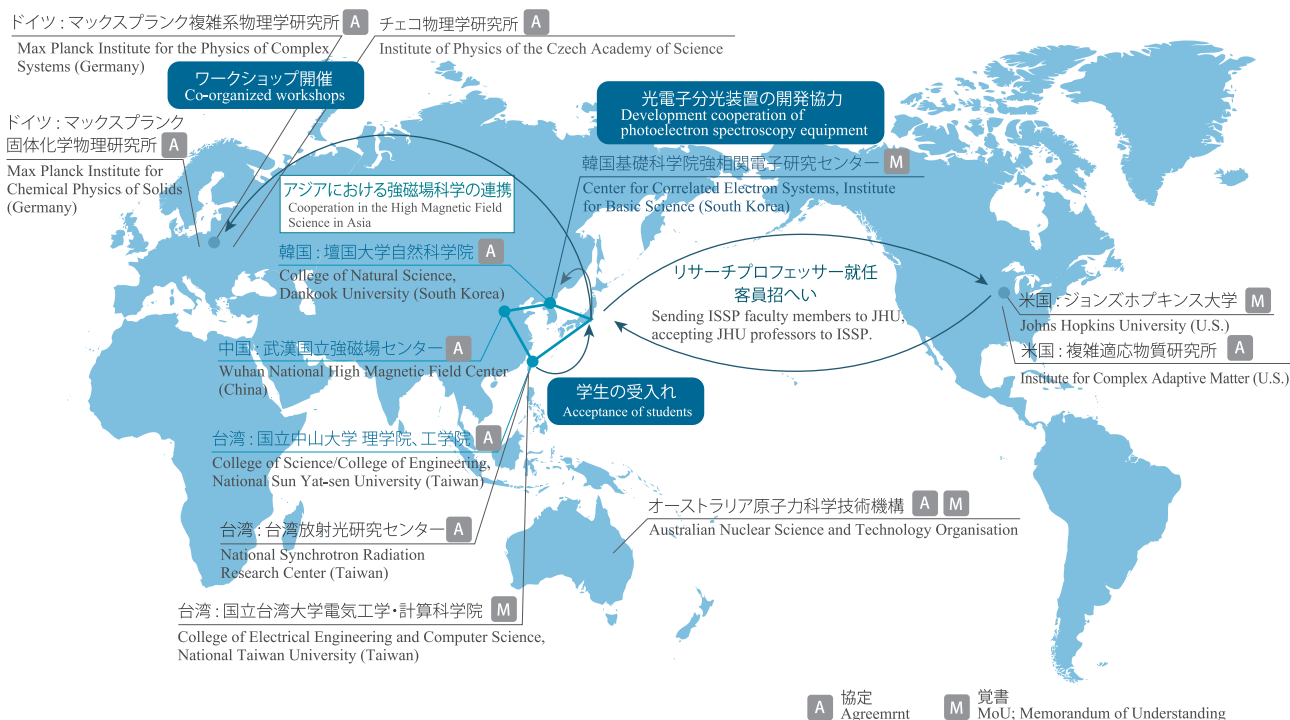 ドイツ：マックスプランク複雑系物理学研究所 A
Max Planck Institute for the Physics of Complex
Systems (Germany)
チェコ物理学研究所 A
Institute of Physics of the Czech Academy of Science
ワークショップ開催
Co-organized workshops
光電子分光装置の開発協力
Development cooperation of
photoelectron spectroscopy equipment
ドイツ：マックスプランク
固体化学物理研究所 A
Max Planck Institute for
Chemical Physics of Solids
(Germany)
韓国基礎科学院強相関電子研究センター M
Center for Correlated Electron Systems, Institute
for Basic Science (South Korea)
アジアにおける強磁場科学の連携
Cooperation in the High Magnetic Field
Science in Asia
韓国：壇国大学自然科学院 A
College of Natural Science,
Dankook University (South Korea)
リサーチプロフェッサー就任
客員招へい
Sending ISSP faculty members to JHU,
accepting JHU professors to ISSP.
米国：ジョンズホプキンス大学 M
Johns Hopkins University (U.S.)
米国：複雑適応物質研究所 A
Institute for Complex Adaptive Matter (U.S.)
中国：武漢国立強磁場センター A
Wuhan National High Magnetic Field Center
(China)
学生の受入れ
Acceptance of students
台湾：国立中山大学 理学院、工学院 A
College of Science/College of Engineering,
National Sun Yat-sen University (Taiwan)
オーストラリア原子力科学技術機構 A M
Australian Nuclear Science and Technology Organisation
台湾：台湾放射光研究センター A
National Synchrotron Radiation
Research Center (Taiwan)
台湾：国立台湾大学電気工学・計算科学院 M
College of Electrical Engineering and Computer Science,
National Taiwan University (Taiwan)
A 協定
Agreemrnt
M 覚書
MoU; Memorandum of Understanding